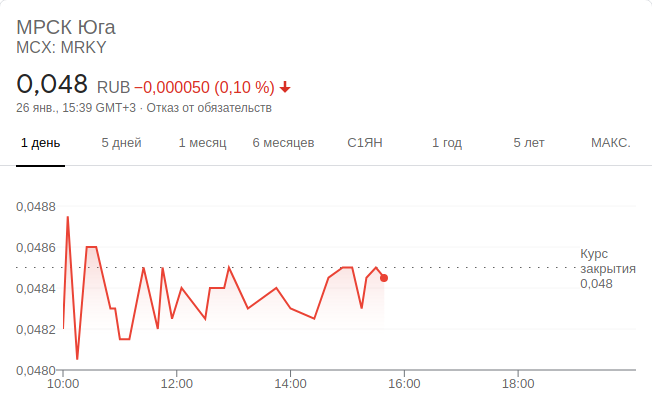 МРСК Юга
MCX: MRKY
0,048 RUB −0,000050 (0,10 %)
26 янв., 15:39 GMT+3 · Отказ от обязательств
1 день 5 дней 1 месяц 6 месяцев С1ЯН 1 год 5 лет МАКС.
0,0488
0,0486
0,0484
0,0482
0,0480
Курс
закрытия
0,048
10:00 12:00 14:00 16:00 18:00